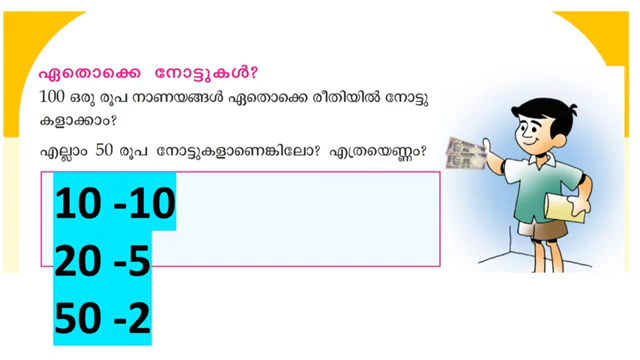 ഏതൊക്കെ നോട്ടുകൾ?
100 ഒരു രൂപ നാണയങ്ങൾ ഏതൊക്കെ രീതിയിൽ നോട്ടു
കളാക്കാം?
എല്ലാം 50 രൂപ നോട്ടുകളാണെങ്കിലോ? എത്രയെണ്ണം?
10 -10
20 -5
50 -2